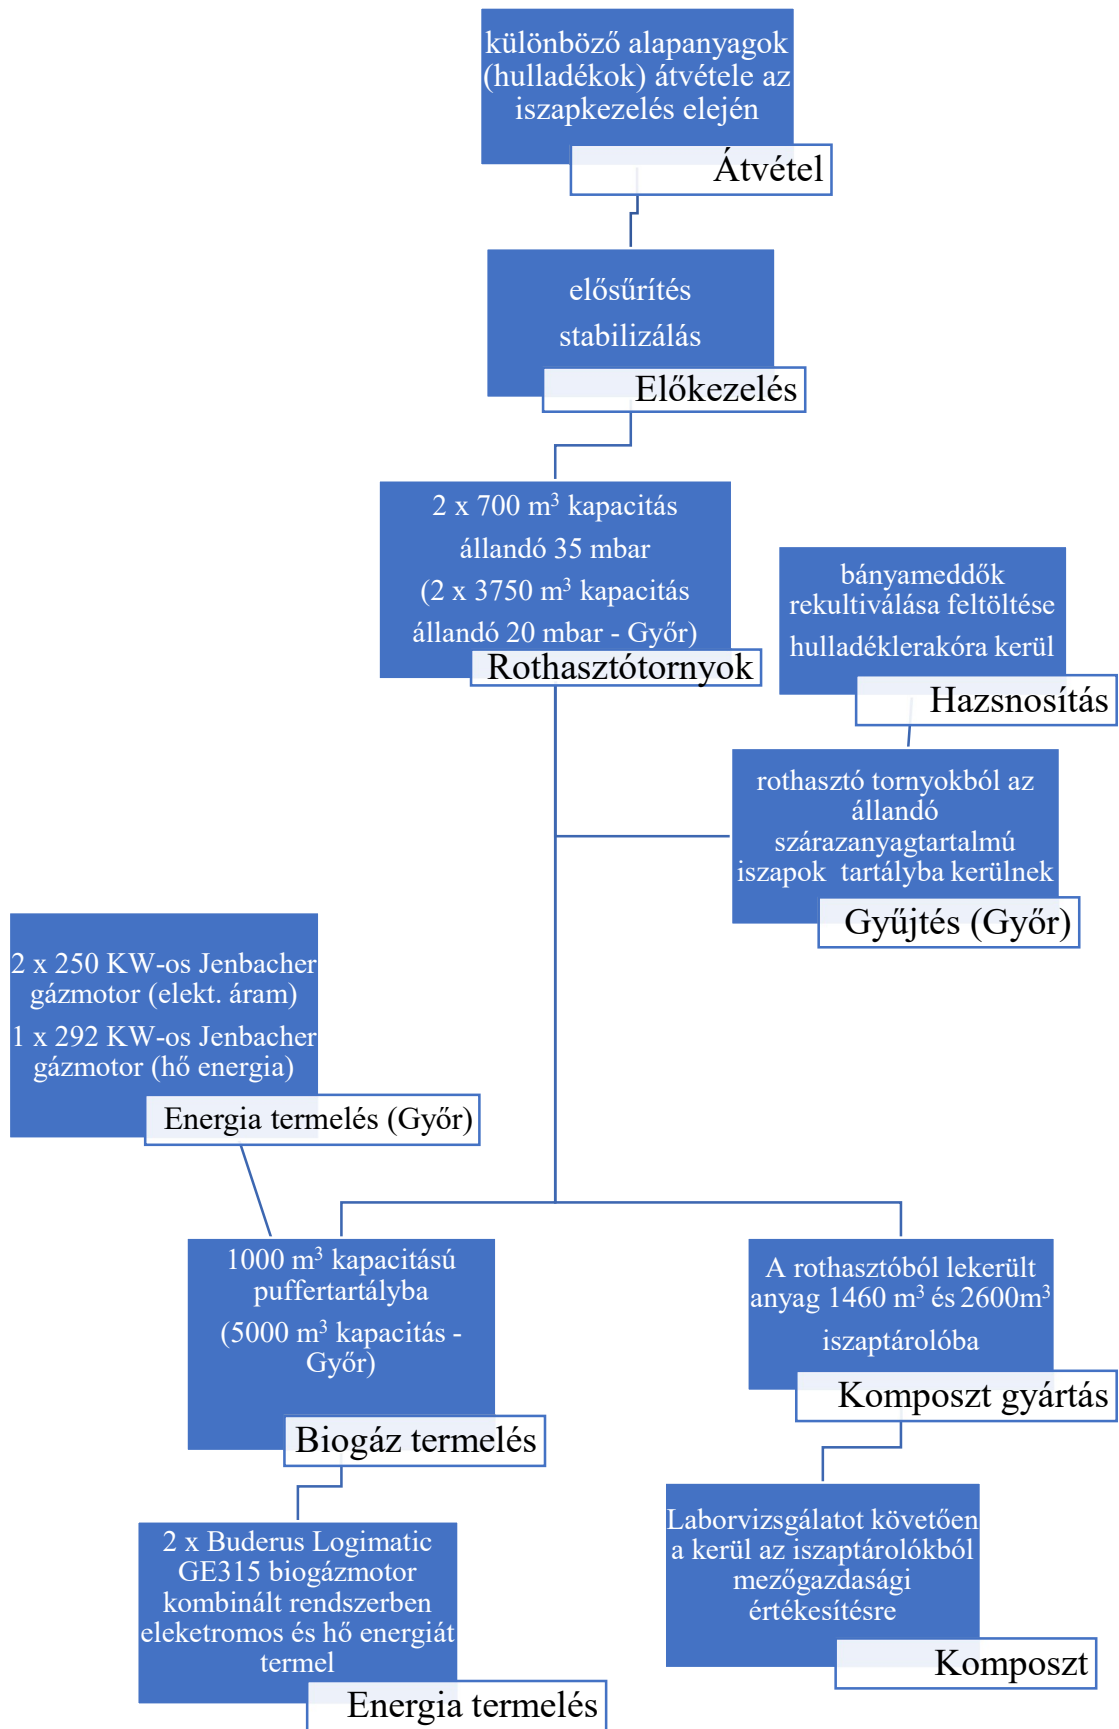 különböző alapanyagok
(hulladékok) átvétele az
iszapkezelés elején
Átvétel
elősűrítés
stabilizálás
Előkezelés
2 x 700 m³ kapacitás
állandó 35 mbar
(2 x 3750 m³ kapacitás
állandó 20 mbar - Győr)
Rothasztótornyok
bányameddők
rekultiválása feltöltése
hulladéklerakóra kerül
Hazsnosítás
rothasztó tornyokból az
állandó
szárazanyagtartalmú
iszapok tartályba kerülnek
Gyűjtés (Győr)
2 x 250 KW-os Jenbacher
gázmotor (elekt. áram)
1 x 292 KW-os Jenbacher
gázmotor (hő energia)
Energia termelés (Győr)
1000 m³ kapacitású
puffertartályba
(5000 m³ kapacitás -
Győr)
Biogáz termelés
A rothasztóból lekerült
anyag 1460 m³ és 2600m³
iszaptárolóba
Komposzt gyártás
2 x Buderus Logimatic
GE315 biogázmotor
kombinált rendszerben
eleketromos és hő energiát
termel
Energia termelés
Laborvizsgálatot követően
a kerül az iszaptárolókból
mezőgazdasági
értékesítésre
Komposzt